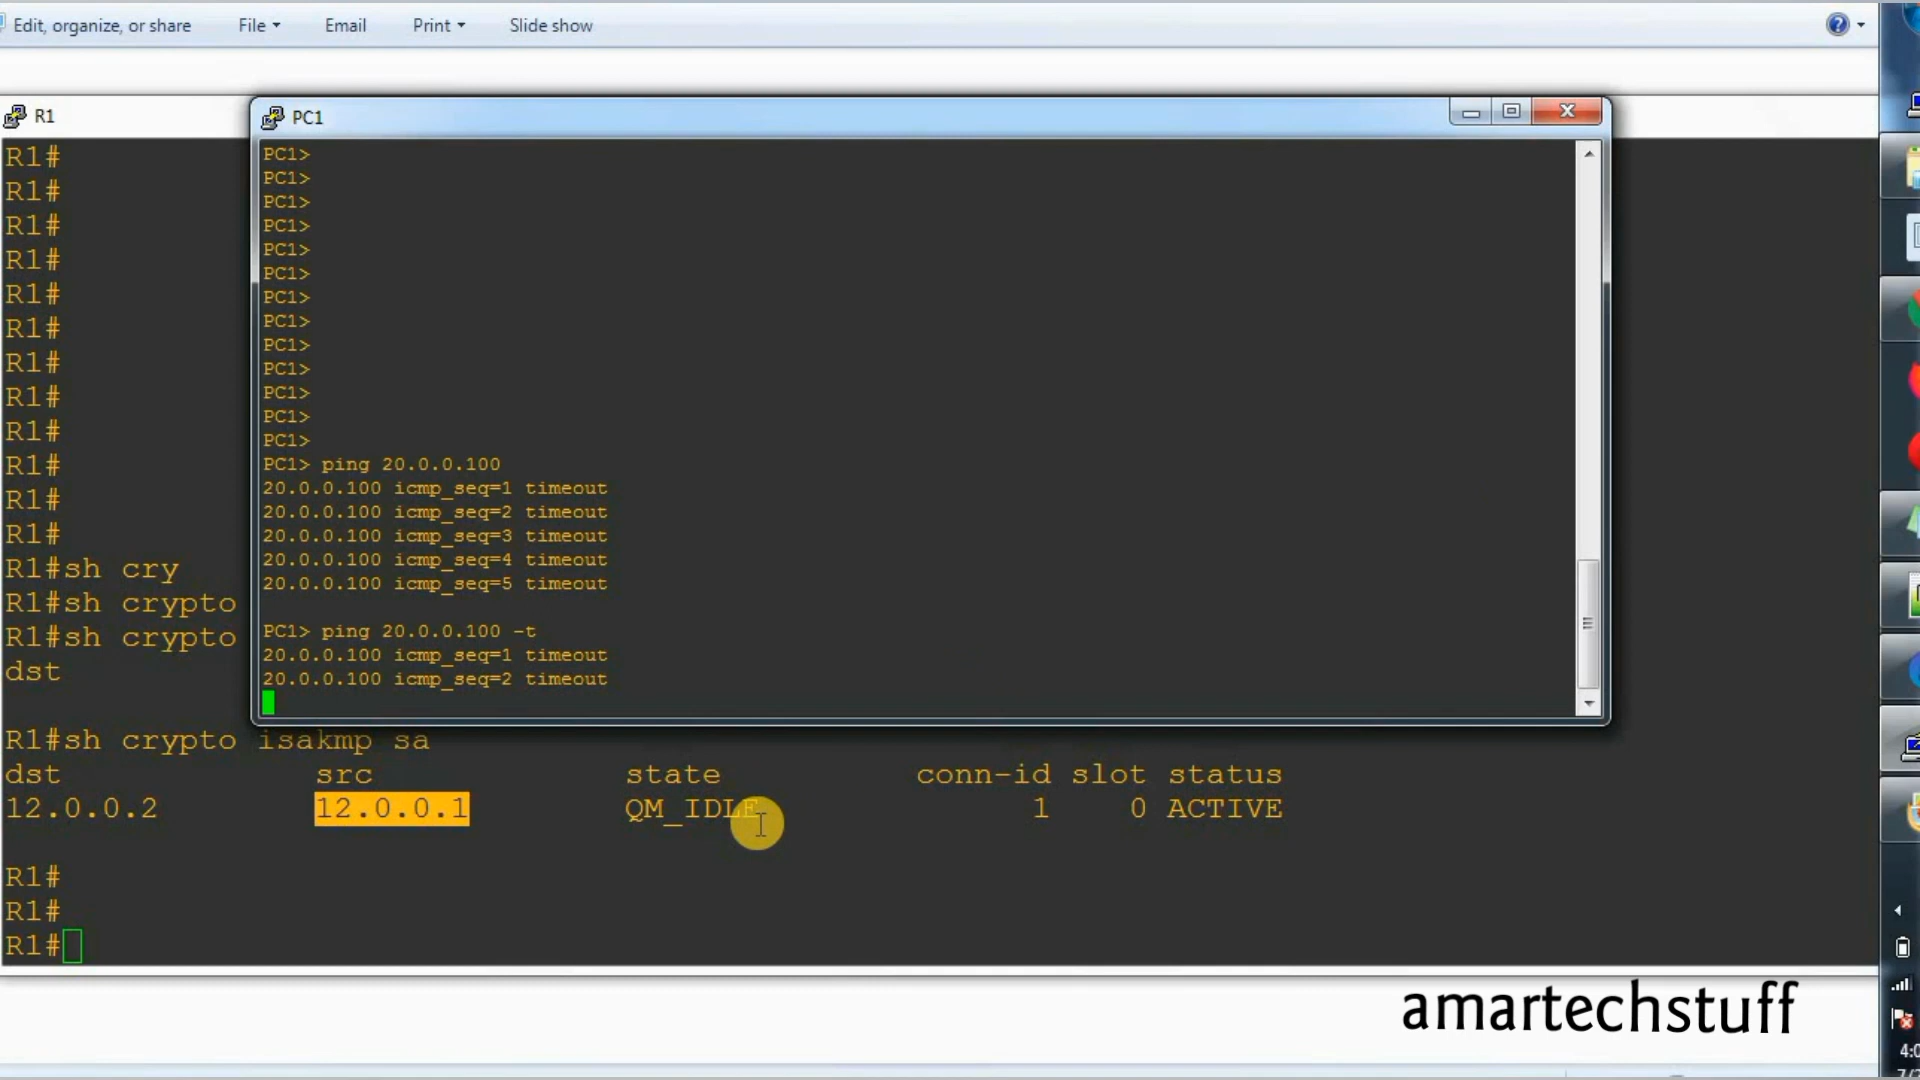 Edit, organize, or share File Email Print Slide show
R1
R1#
R1#
R1#
R1#
R1#
R1#
R1#
R1#
R1#
R1#
R1#
R1#
R1#sh cry
R1#sh crypto
R1#sh crypto
dst
R1#sh crypto isakmp sa
dst src state conn-id slot status
12.0.0.2 12.0.0.1 QM_IDLE 1 0 ACTIVE
R1#
R1#
R1#
PC1
PC1>
PC1>
PC1>
PC1>
PC1>
PC1>
PC1>
PC1>
PC1>
PC1>
PC1>
PC1>
PC1>
PC1> ping 20.0.0.100
20.0.0.100 icmp_seq=1 timeout
20.0.0.100 icmp_seq=2 timeout
20.0.0.100 icmp_seq=3 timeout
20.0.0.100 icmp_seq=4 timeout
20.0.0.100 icmp_seq=5 timeout
PC1> ping 20.0.0.100 -t
20.0.0.100 icmp_seq=1 timeout
20.0.0.100 icmp_seq=2 timeout
amartechstuff